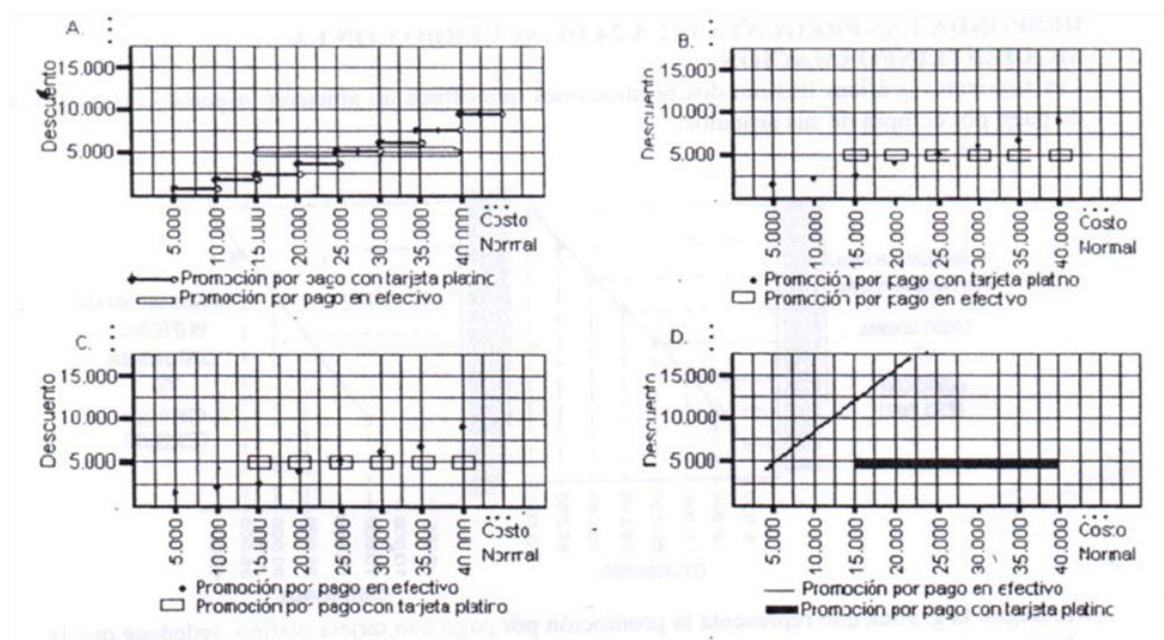 A.
Descuento
15.000
10.000
5.000
5.000
10.000
15.000
20.000
25.000
30.000
35.000
40.000
Costo
Normal
Promoción por pago con tarjeta platino
Promoción por pago en efectivo
B.
Descuento
15.000
10.000
5.000
5.000
10.000
15.000
20.000
25.000
30.000
35.000
40.000
Costo
Normal
Promoción por pago con tarjeta platino
Promoción por pago en efectivo
C.
Descuento
15.000
10.000
5.000
5.000
10.000
15.000
20.000
25.000
30.000
35.000
40.000
Costo
Normal
Promoción por pago en efectivo
Promoción por pago con tarjeta platino
D.
Descuento
15.000
10.000
5.000
5.000
10.000
15.000
20.000
25.000
30.000
35.000
40.000
Costo
Normal
Promoción por pago en efectivo
Promoción por pago con tarjeta platino